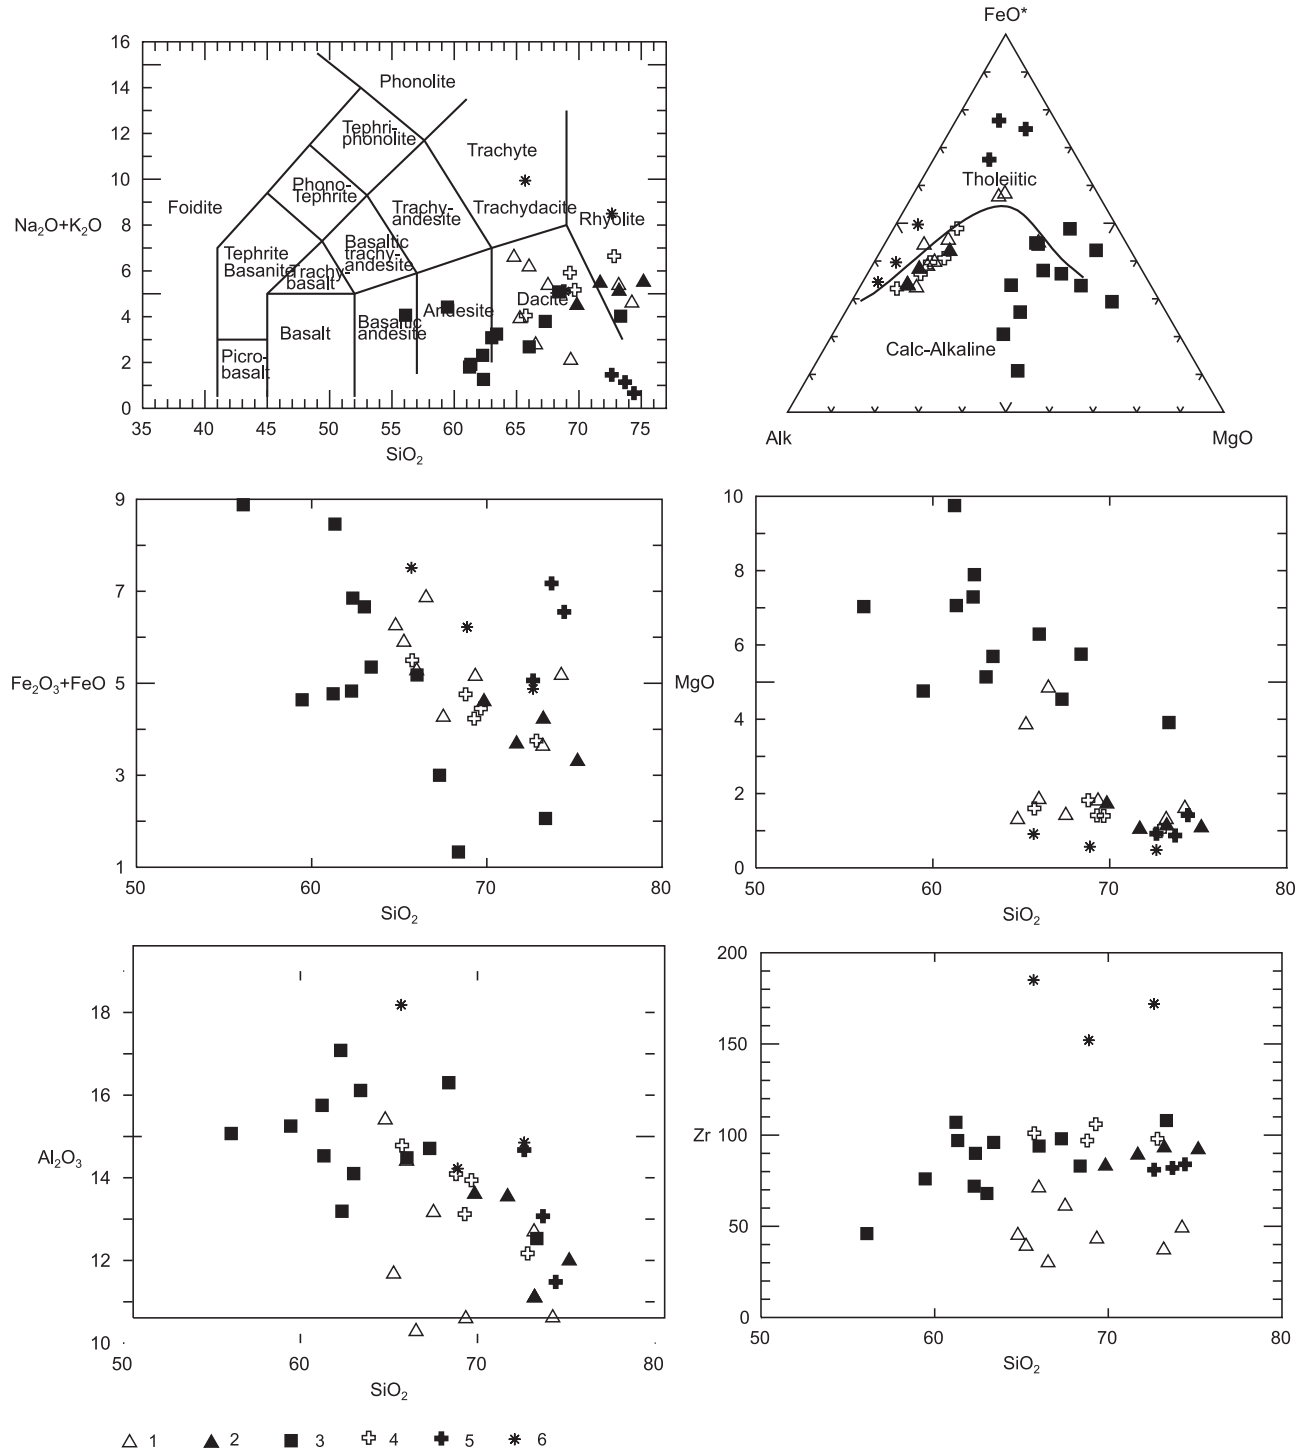 FeO*
16
14
12
10
8
6
4
2
0
Na2O+K2O
Phonolite
Tephri-
phonolite
Trachyte
Foidite
Phono-
Tephrite
Trachy-
andesite
Trachydacite
Rhyolite
Tephrite
Basanite
Trachy-
basalt
Basaltic
trachy-
andesite
Dacite
Andesite
Basalt
Basaltic
andesite
Picro-
basalt
35 40 45 50 55 60 65 70 75
SiO2
Tholeiitic
Calc-Alkaline
Alk
MgO
9
7
5
3
1
Fe2O3+FeO
50 60 70 80
SiO2
10
8
6
4
2
0
MgO
50 60 70 80
SiO2
18
16
14
12
10
Al2O3
50 60 70 80
SiO2
200
150
100
50
0
Zr
50 60 70 80
SiO2
1 2 3 4 5 6